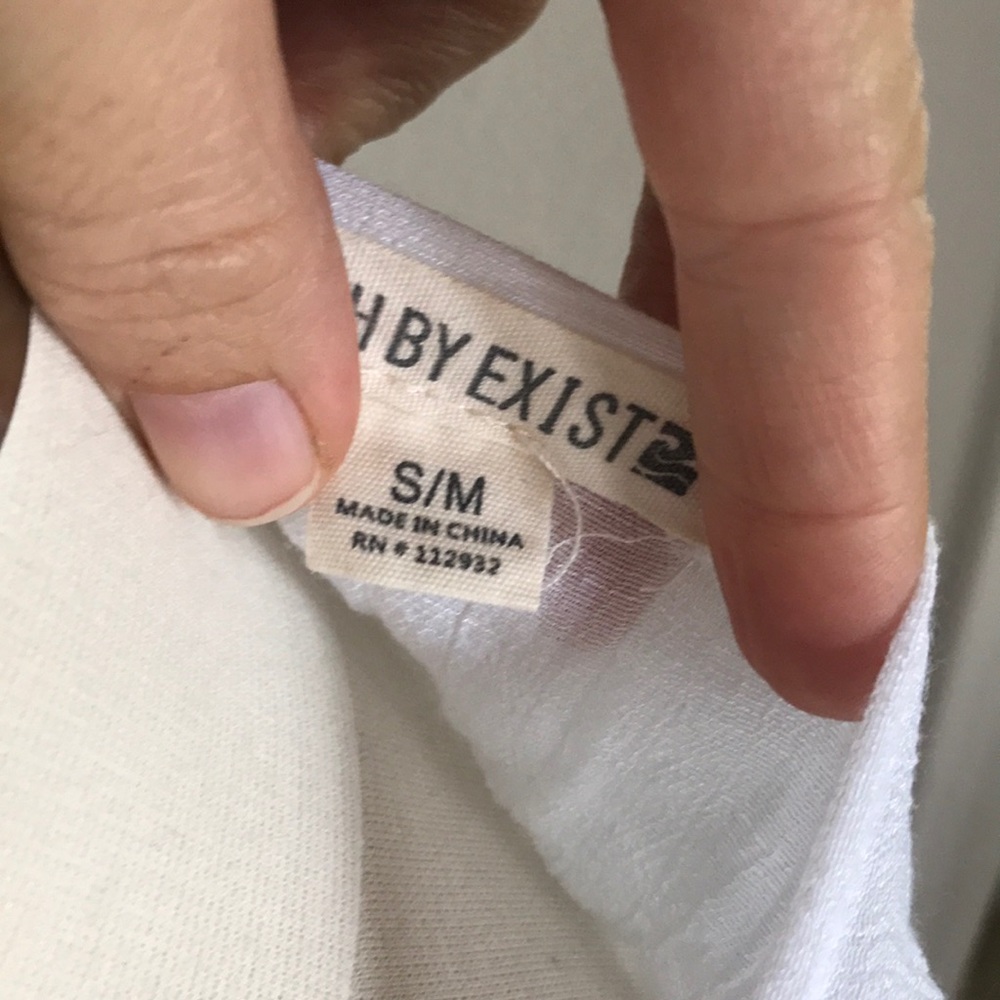 H BY EXIST
S/M
MADE IN CHINA
RN # 112932